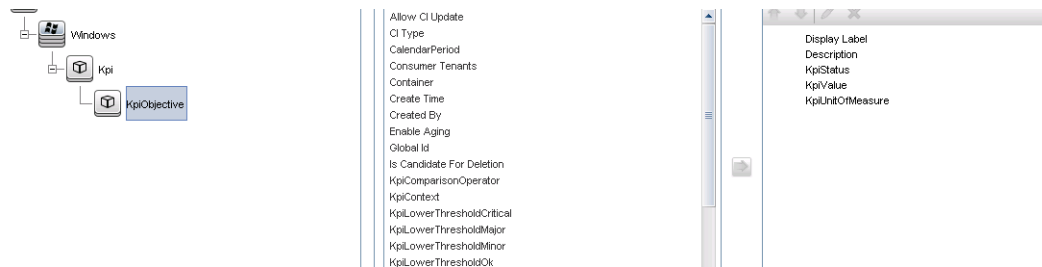 Windows
Kpi
KpiObjective
Allow CI Update
CI Type
CalendarPeriod
Consumer Tenants
Container
Create Time
Created By
Enable Aging
Global Id
Is Candidate For Deletion
KpiComparisonOperator
KpiContext
KpiLowerThresholdCritical
KpiLowerThresholdMajor
KpiLowerThresholdMinor
KpiLowerThresholdOk
Display Label
Description
KpiStatus
KpiValue
KpiUnitOfMeasure